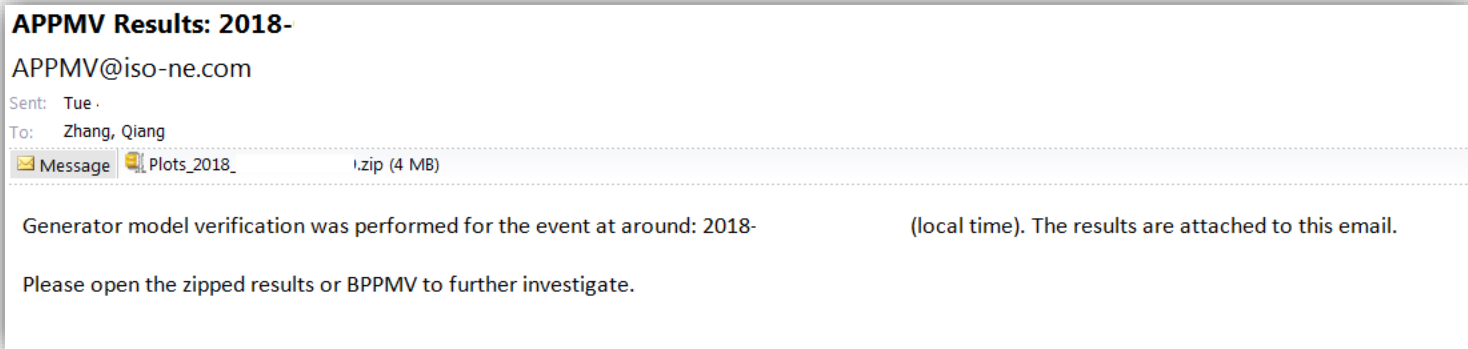 APPMV Results: 2018-
APPMV@iso-ne.com
Sent: Tue
To: Zhang, Qiang
Message Plots_2018_ .zip (4 MB)
Generator model verification was performed for the event at around: 2018- (local time). The results are attached to this email.
Please open the zipped results or BPPMV to further investigate.